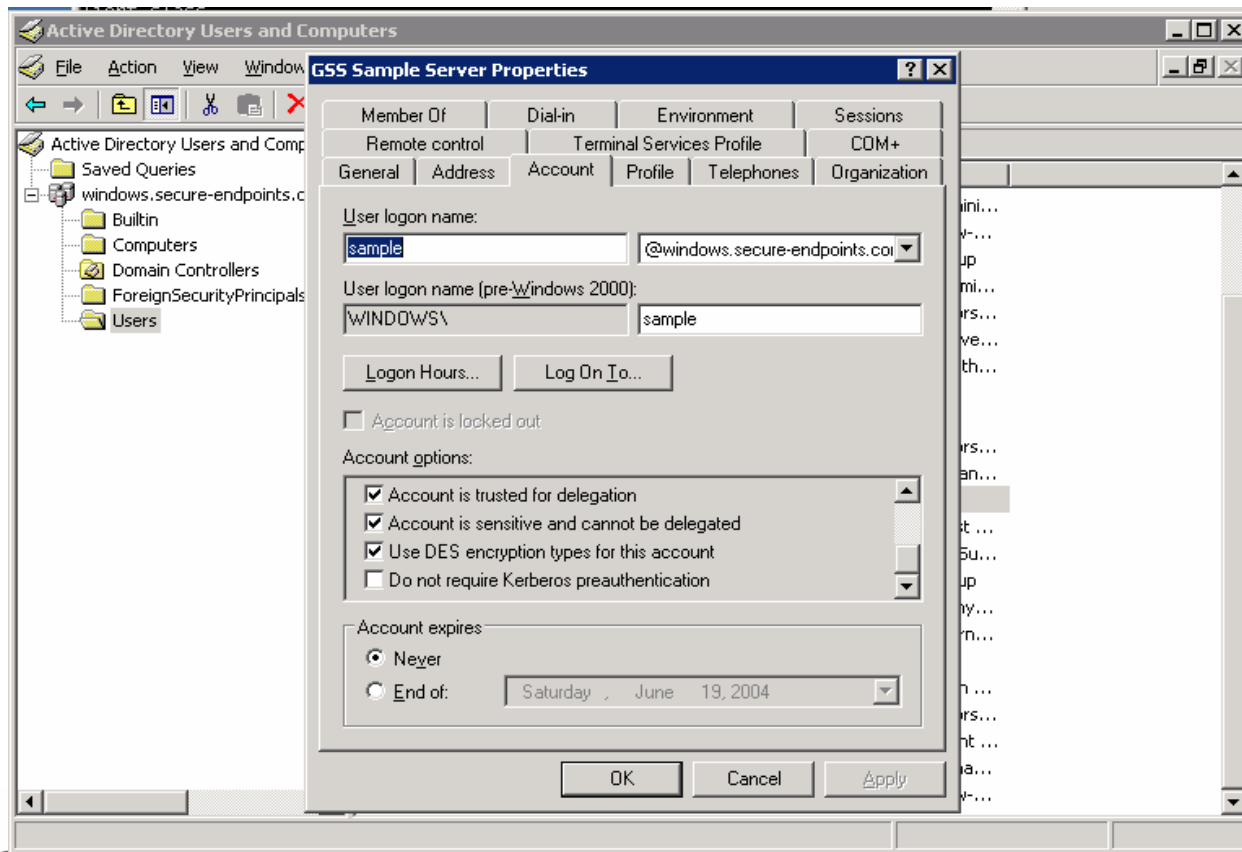 Active Directory Users and Computers
File Action View Window
GSS Sample Server Properties
Member Of Dial-in Environment Sessions
Remote control Terminal Services Profile COM+
General Address Account Profile Telephones Organization
Active Directory Users and Comp
Saved Queries
windows.secure-endpoints.c
Builtin
Computers
Domain Controllers
ForeignSecurityPrincipals
Users
User logon name:
sample @windows.secure-endpoints.co
User logon name (pre-Windows 2000):
WINDOWS\ sample
Logon Hours... Log On To...
Account is locked out
Account options:
Account is trusted for delegation
Account is sensitive and cannot be delegated
Use DES encryption types for this account
Do not require Kerberos preauthentication
Account expires
Never
End of: Saturday , June 19, 2004
OK Cancel Apply